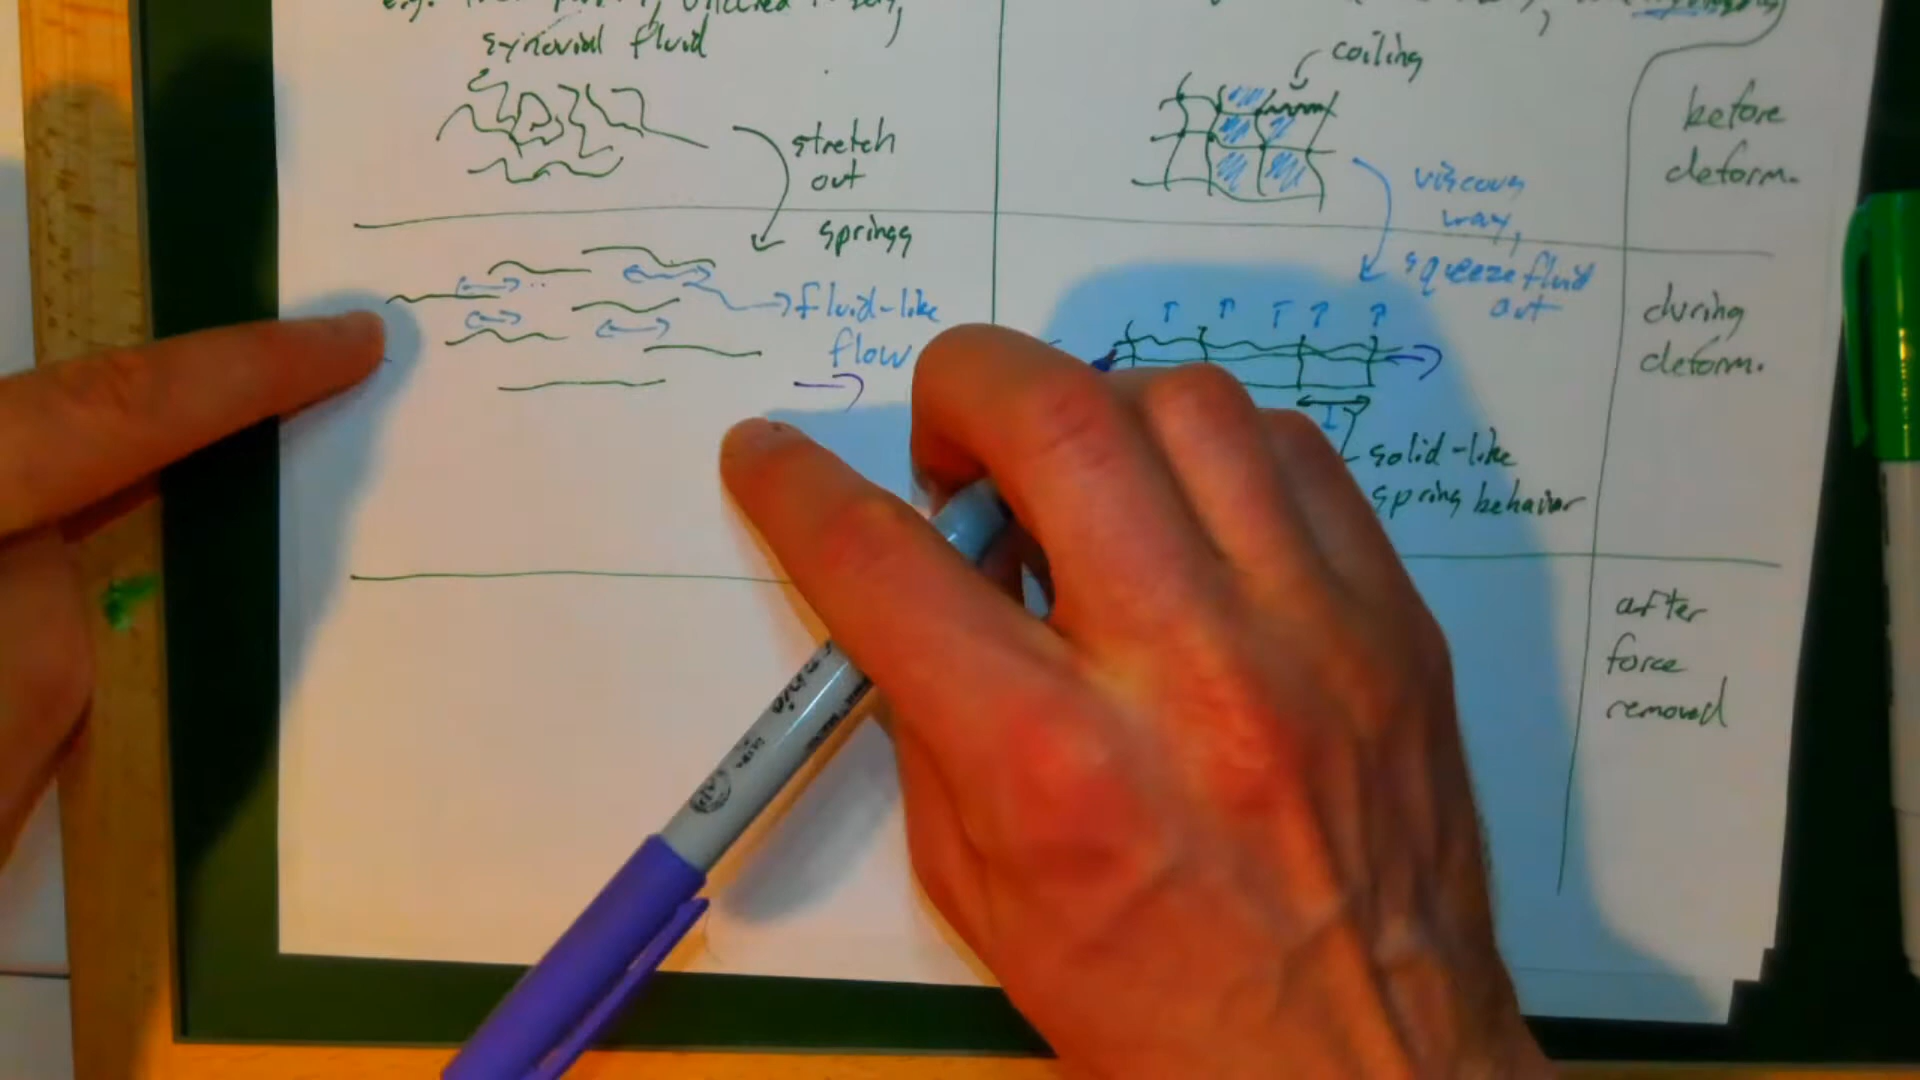 synovial fluid
coiling
stretch
out
springs
fluid-like
flow
viscous
way,
squeeze fluid
out
solid-like
spring behavior
before
deform.
during
deform.
after
force
removed